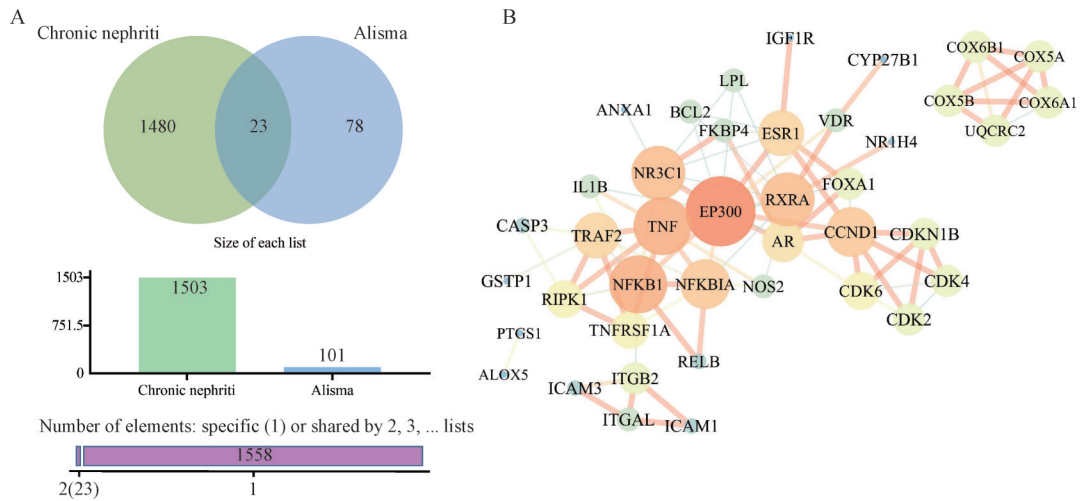 A
Chronic nephriti
Alisma
1480
23
78
Size of each list
1503
1503
751.5
101
0
Chronic nephriti
Alisma
Number of elements: specific (1) or shared by 2, 3, ... lists
1558
2(23)
1
B
IGF1R
CYP27B1
COX6B1
COX5A
COX5B
COX6A1
UQCRC2
LPL
ANXA1
BCL2
FKBP4
ESR1
VDR
NR1H4
NR3C1
IL1B
EP300
RXRA
FOXA1
CASP3
TRAF2
TNF
AR
CCND1
CDKN1B
GSTP1
RIPK1
NFKB1
NFKBIA
NOS2
CDK6
CDK4
CDK2
PTGS1
TNFRSF1A
RELB
ALOX5
ICAM3
ITGB2
ITGAL
ICAM1